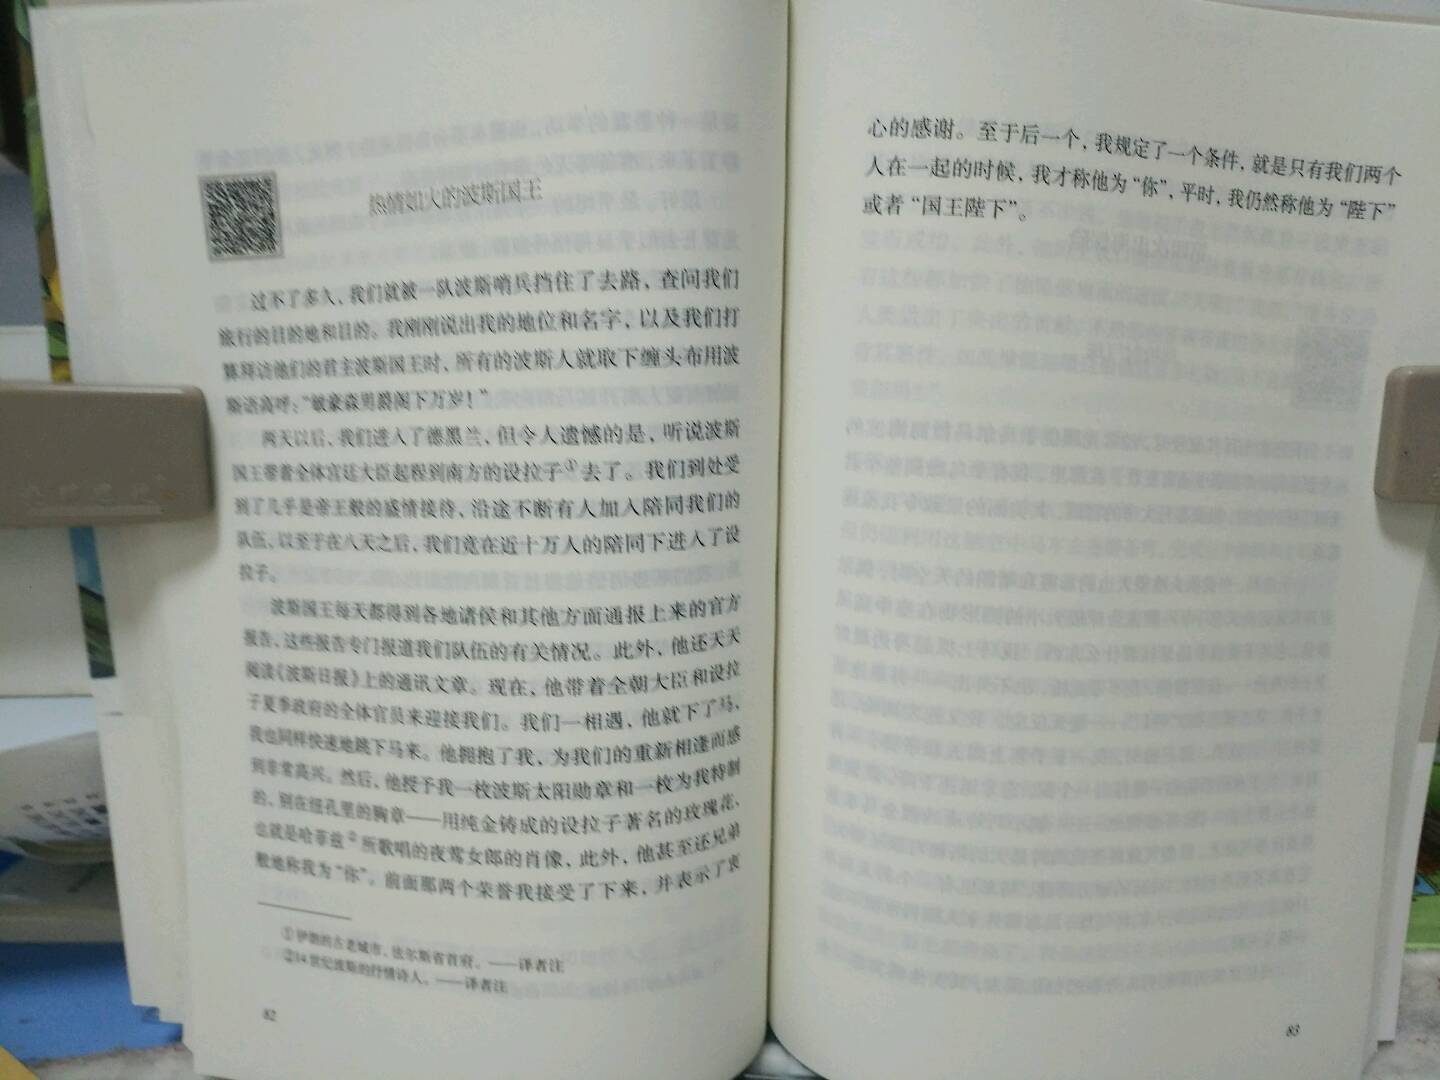 热情如火的波斯国王
过不了多久、我们就被一队波斯哨兵挡住了去路，查问我们
旅行的目的地和目的。我刚刚说出我的地位和名字，以及我们打
算拜访他们的君主波斯国王时，所有的波斯人就取下缠头布用波
斯语高呼：“敏豪森男爵阁下万岁！”
两天以后、我们进入了德黑兰、但令人遗憾的是，听说波斯
国王带着全体宫廷大臣起程到南方的设拉子①去了。我们到处受
到了几乎是帝王般的盛情接待、沿途不断有人加入陪同我们的
队伍、以至于在八天之后，我们竟在近十万人的陪同下进入了设
拉子。
波斯国王每天都得到各地诸侯和其他方面通报上来的官方
报告、这些报告专门报道我们队伍的有关情况。此外，他还天天
阅读《波斯日报》上的通讯文章。现在，他带着全朝大臣和设拉
子夏季政府的全体官员来迎接我们。我们一相遇，他就下了马，
我也同样快速地跳下马来。他拥抱了我，为我们的重新相逢而感
到非常高兴。然后，他授予我一枚波斯太阳勋章和一枚为我特制
的、别在纽孔里的胸章——用纯金铸成的设拉子著名的玫瑰花，
也就是哈菲兹②所歌唱的夜莺女郎的肖像，此外，他甚至还兄弟
般地称我为“你”。前面那两个荣誉我接受了下来，并表示了衷
①伊朗的古老城市，法尔斯省首府。——译者注
②14世纪波斯的抒情诗人。——译者注
82
心的感谢。至于后一个，我规定了一个条件，就是只有我们两个
人在一起的时候，我才称他为“你”，平时，我仍然称他为“陛下”
或者“国王陛下”。
83